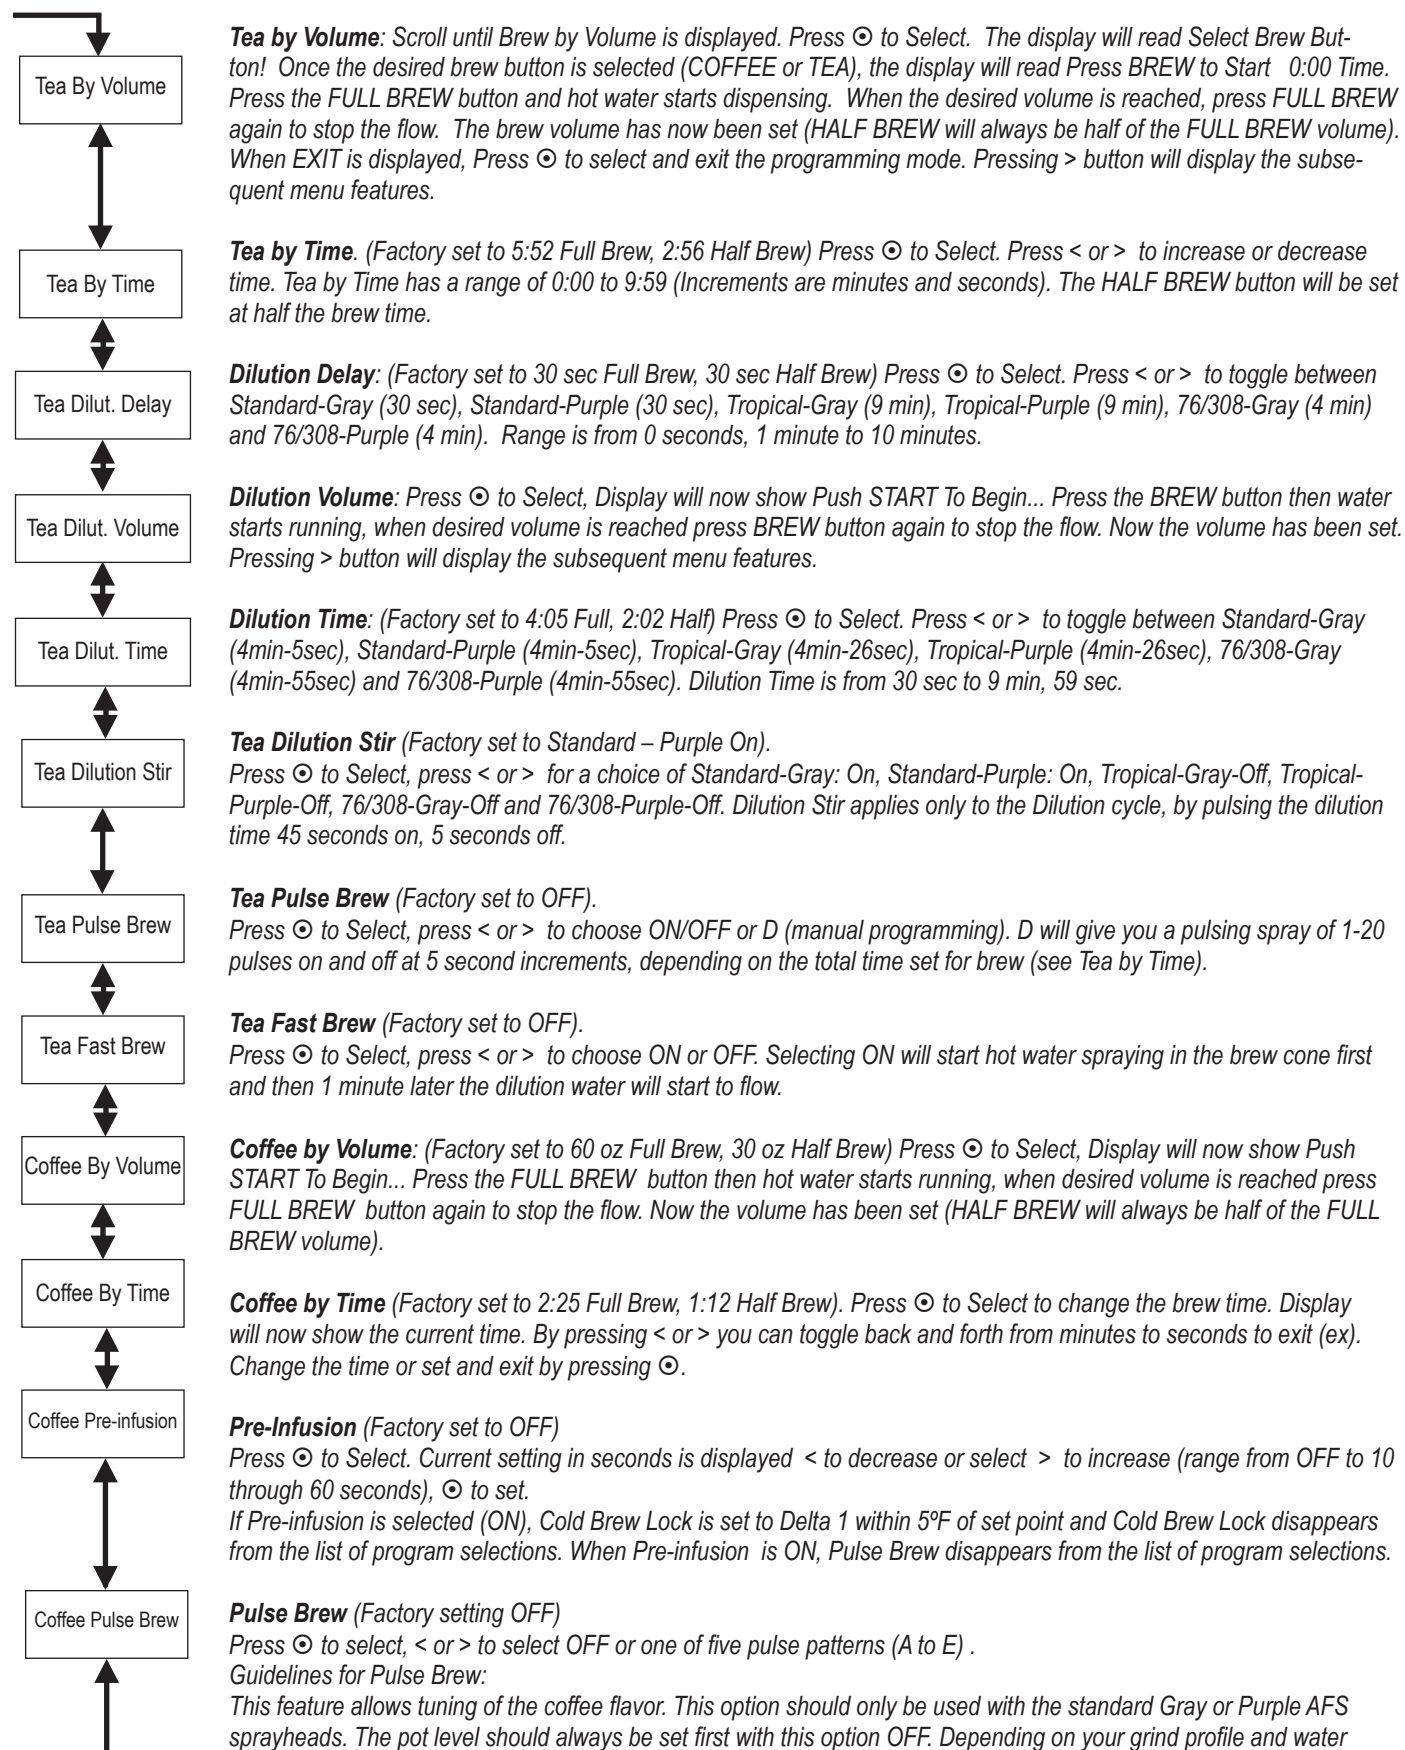 Tea By Volume
Tea by Volume: Scroll until Brew by Volume is displayed. Press ⊙ to Select. The display will read Select Brew But-
ton! Once the desired brew button is selected (COFFEE or TEA), the display will read Press BREW to Start 0:00 Time.
Press the FULL BREW button and hot water starts dispensing. When the desired volume is reached, press FULL BREW
again to stop the flow. The brew volume has now been set (HALF BREW will always be half of the FULL BREW volume).
When EXIT is displayed, Press ⊙ to select and exit the programming mode. Pressing > button will display the subse-
quent menu features.
Tea By Time
Tea by Time. (Factory set to 5:52 Full Brew, 2:56 Half Brew) Press ⊙ to Select. Press < or > to increase or decrease
time. Tea by Time has a range of 0:00 to 9:59 (Increments are minutes and seconds). The HALF BREW button will be set
at half the brew time.
Tea Dilut. Delay
Dilution Delay: (Factory set to 30 sec Full Brew, 30 sec Half Brew) Press ⊙ to Select. Press < or > to toggle between
Standard-Gray (30 sec), Standard-Purple (30 sec), Tropical-Gray (9 min), Tropical-Purple (9 min), 76/308-Gray (4 min)
and 76/308-Purple (4 min). Range is from 0 seconds, 1 minute to 10 minutes.
Tea Dilut. Volume
Dilution Volume: Press ⊙ to Select, Display will now show Push START To Begin... Press the BREW button then water
starts running, when desired volume is reached press BREW button again to stop the flow. Now the volume has been set.
Pressing > button will display the subsequent menu features.
Tea Dilut. Time
Dilution Time: (Factory set to 4:05 Full, 2:02 Half) Press ⊙ to Select. Press < or > to toggle between Standard-Gray
(4min-5sec), Standard-Purple (4min-5sec), Tropical-Gray (4min-26sec), Tropical-Purple (4min-26sec), 76/308-Gray
(4min-55sec) and 76/308-Purple (4min-55sec). Dilution Time is from 30 sec to 9 min, 59 sec.
Tea Dilution Stir
Tea Dilution Stir (Factory set to Standard – Purple On).
Press ⊙ to Select, press < or > for a choice of Standard-Gray: On, Standard-Purple: On, Tropical-Gray-Off, Tropical-
Purple-Off, 76/308-Gray-Off and 76/308-Purple-Off. Dilution Stir applies only to the Dilution cycle, by pulsing the dilution
time 45 seconds on, 5 seconds off.
Tea Pulse Brew
Tea Pulse Brew (Factory set to OFF).
Press ⊙ to Select, press < or > to choose ON/OFF or D (manual programming). D will give you a pulsing spray of 1-20
pulses on and off at 5 second increments, depending on the total time set for brew (see Tea by Time).
Tea Fast Brew
Tea Fast Brew (Factory set to OFF).
Press ⊙ to Select, press < or > to choose ON or OFF. Selecting ON will start hot water spraying in the brew cone first
and then 1 minute later the dilution water will start to flow.
Coffee By Volume
Coffee by Volume: (Factory set to 60 oz Full Brew, 30 oz Half Brew) Press ⊙ to Select, Display will now show Push
START To Begin... Press the FULL BREW button then hot water starts running, when desired volume is reached press
FULL BREW button again to stop the flow. Now the volume has been set (HALF BREW will always be half of the FULL
BREW volume).
Coffee By Time
Coffee by Time (Factory set to 2:25 Full Brew, 1:12 Half Brew). Press ⊙ to Select to change the brew time. Display
will now show the current time. By pressing < or > you can toggle back and forth from minutes to seconds to exit (ex).
Change the time or set and exit by pressing ⊙.
Coffee Pre-infusion
Pre-Infusion (Factory set to OFF)
Press ⊙ to Select. Current setting in seconds is displayed < to decrease or select > to increase (range from OFF to 10
through 60 seconds), ⊙ to set.
If Pre-infusion is selected (ON), Cold Brew Lock is set to Delta 1 within 5ºF of set point and Cold Brew Lock disappears
from the list of program selections. When Pre-infusion is ON, Pulse Brew disappears from the list of program selections.
Coffee Pulse Brew
Pulse Brew (Factory setting OFF)
Press ⊙ to select, < or > to select OFF or one of five pulse patterns (A to E) .
Guidelines for Pulse Brew:
This feature allows tuning of the coffee flavor. This option should only be used with the standard Gray or Purple AFS
sprayheads. The pot level should always be set first with this option OFF. Depending on your grind profile and water